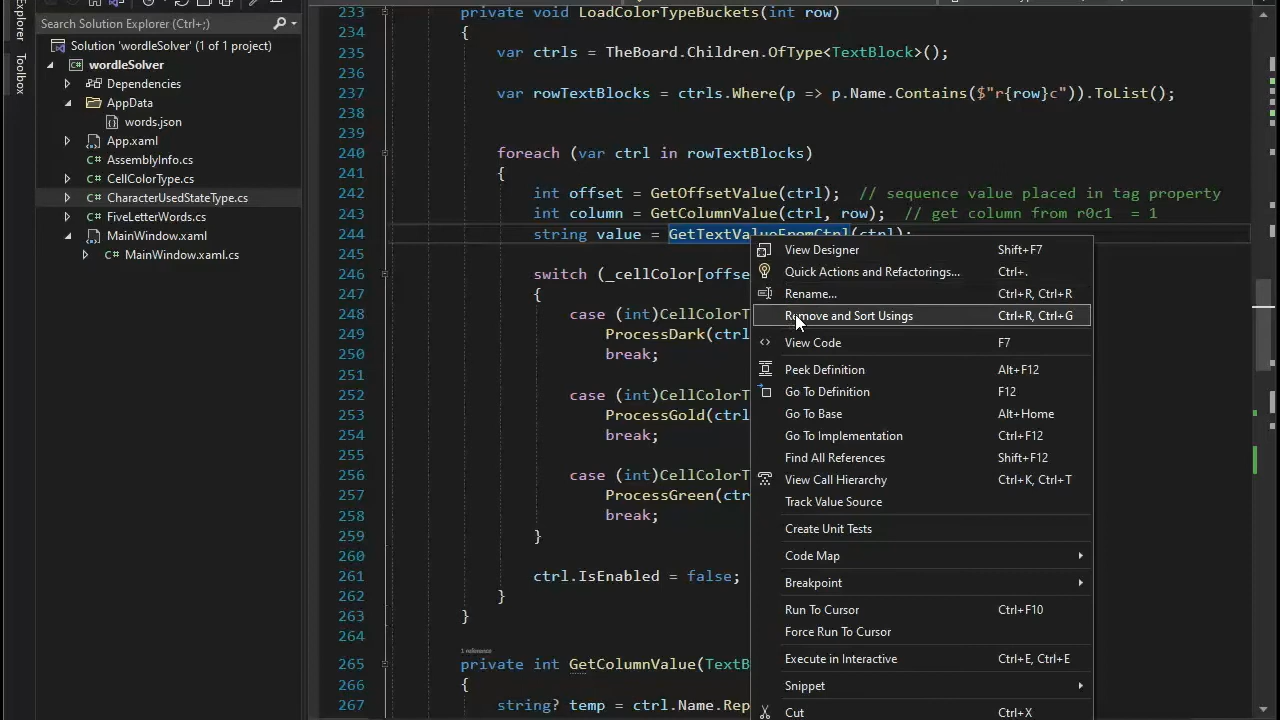 Explorer
Toolbox
Search Solution Explorer (Ctrl+;)
Solution 'wordleSolver' (1 of 1 project)
wordleSolver
Dependencies
AppData
words.json
App.xaml
AssemblyInfo.cs
CellColorType.cs
CharacterUsedStateType.cs
FiveLetterWords.cs
MainWindow.xaml
MainWindow.xaml.cs
233 private void LoadColorTypeBuckets(int row)
234 {
235 var ctrls = TheBoard.Children.OfType<TextBlock>();
236
237 var rowTextBlocks = ctrls.Where(p => p.Name.Contains($"r{row}c")).ToList();
238
239
240 foreach (var ctrl in rowTextBlocks)
241 {
242 int offset = GetOffsetValue(ctrl); // sequence value placed in tag property
243 int column = GetColumnValue(ctrl, row); // get column from r0c1 = 1
244 string value = GetTextValueFromCtrl(ctrl);
245
246 switch (_cellColor[offse
247 {
248 case (int)CellColorT
249 ProcessDark(ctrl
250 break;
251
252 case (int)CellColorT
253 ProcessGold(ctrl
254 break;
255
256 case (int)CellColorT
257 ProcessGreen(ctr
258 break;
259 }
260
261 ctrl.IsEnabled = false;
262 }
263 }
264
1 reference
265 private int GetColumnValue(TextB
266 {
267 string? temp = ctrl.Name.Rep
View Designer Shift+F7
Quick Actions and Refactorings... Ctrl+.
Rename... Ctrl+R, Ctrl+R
Remove and Sort Usings Ctrl+R, Ctrl+G
View Code F7
Peek Definition Alt+F12
Go To Definition F12
Go To Base Alt+Home
Go To Implementation Ctrl+F12
Find All References Shift+F12
View Call Hierarchy Ctrl+K, Ctrl+T
Track Value Source
Create Unit Tests
Code Map
Breakpoint
Run To Cursor Ctrl+F10
Force Run To Cursor
Execute in Interactive Ctrl+E, Ctrl+E
Snippet
Cut Ctrl+X